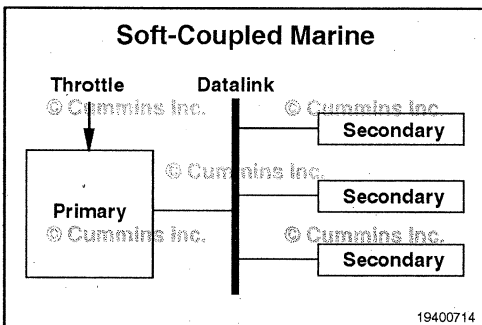 Soft-Coupled Marine
Throttle Datalink
© Cummins Inc. © Cummins Inc.
Secondary
© Cummins Inc.
Primary
Secondary
© Cummins Inc. © Cummins Inc.
Secondary
19400714